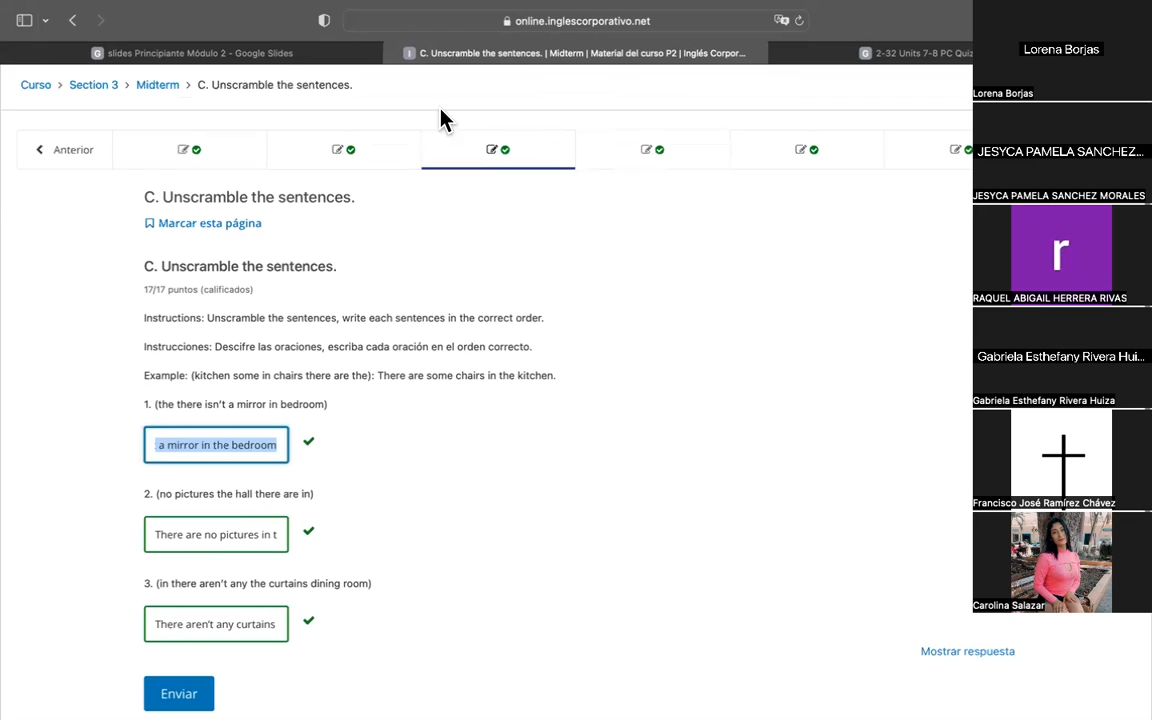 online.inglescorporativo.net
slides Principiante Módulo 2 - Google Slides
C. Unscramble the sentences. | Midterm | Material del curso P2 | Inglés Corpor...
2-32 Units 7-8 PC Quiz
Curso > Section 3 > Midterm > C. Unscramble the sentences.
Anterior
C. Unscramble the sentences.
Marcar esta página
C. Unscramble the sentences.
17/17 puntos (calificados)
Instructions: Unscramble the sentences, write each sentences in the correct order.
Instrucciones: Descifre las oraciones, escriba cada oración en el orden correcto.
Example: (kitchen some in chairs there are the): There are some chairs in the kitchen.
1. (the there isn't a mirror in bedroom)
a mirror in the bedroom
2. (no pictures the hall there are in)
There are no pictures in t
3. (in there aren't any the curtains dining room)
There aren't any curtains
Mostrar respuesta
Enviar
Lorena Borjas
Lorena Borjas
JESYCA PAMELA SANCHEZ...
JESYCA PAMELA SANCHEZ MORALES
r
RAQUEL ABIGAIL HERRERA RIVAS
Gabriela Esthefany Rivera Hui...
Gabriela Esthefany Rivera Huiza
Francisco José Ramírez Chávez
Carolina Salazar